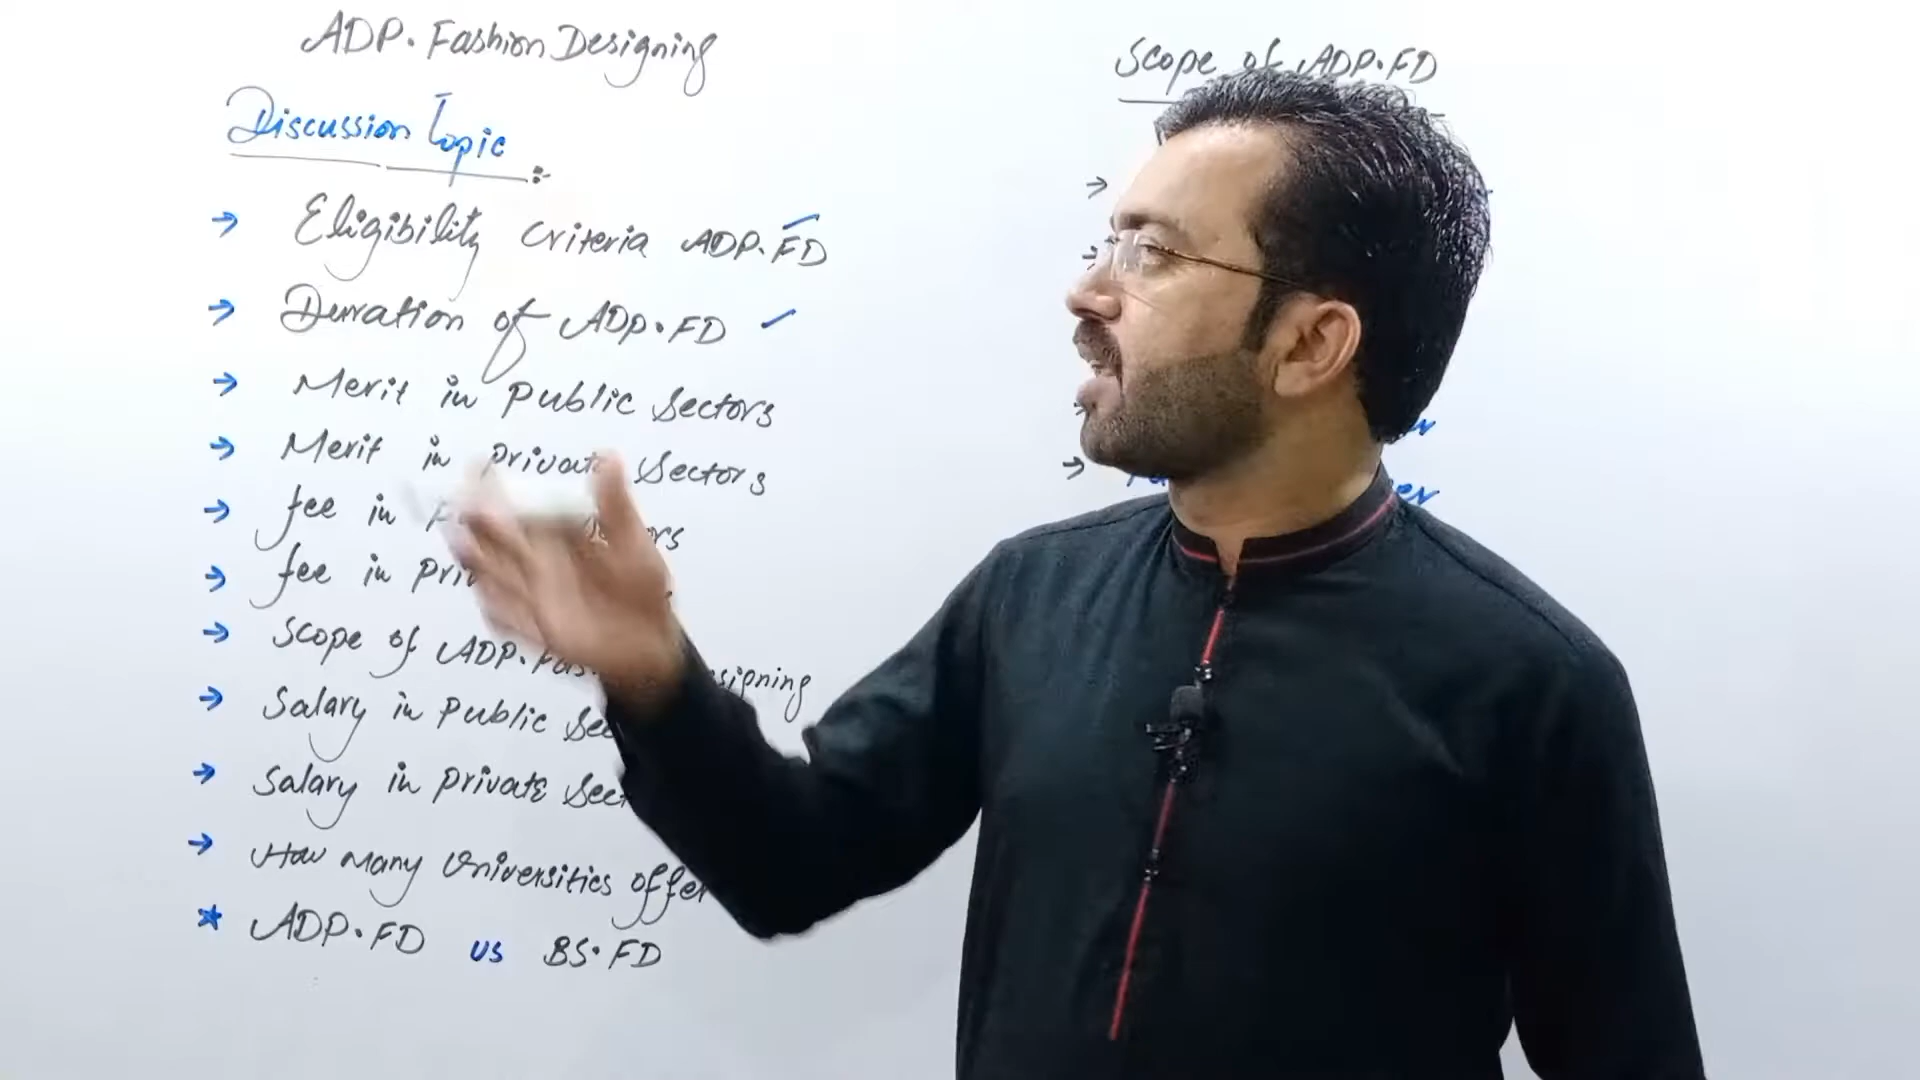 ADP. Fashion Designing
Discussion Topic :-
→ Eligibility Criteria ADP. FD ✓
→ Duration of ADP. FD ✓
→ Merit in Public Sectors
→ Merit in Private Sectors
→ fee in
→ fee in
→ Scope of ADP.
→ Salary in Public
→ Salary in Private
→ How Many Universities offer
* ADP. FD VS BS. FD
Scope of ADP. FD
→
→
→